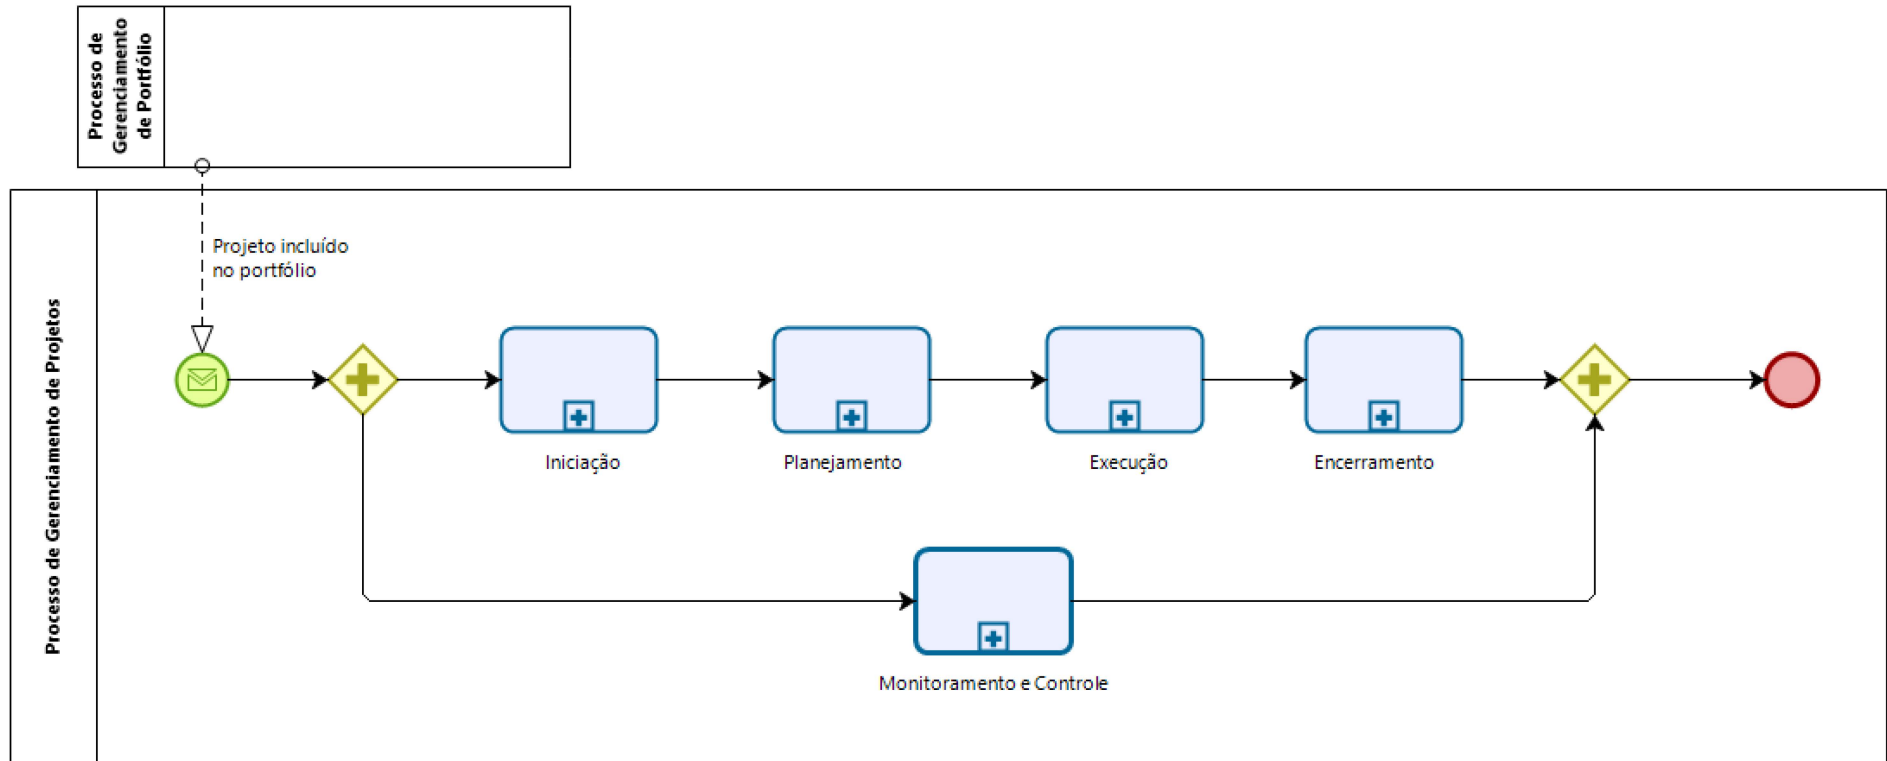 Processo de
Gerenciamento
de Portfólio
Projeto incluído
no portfólio
Processo de Gerenciamento de Projetos
Iniciação
Planejamento
Execução
Encerramento
Monitoramento e Controle